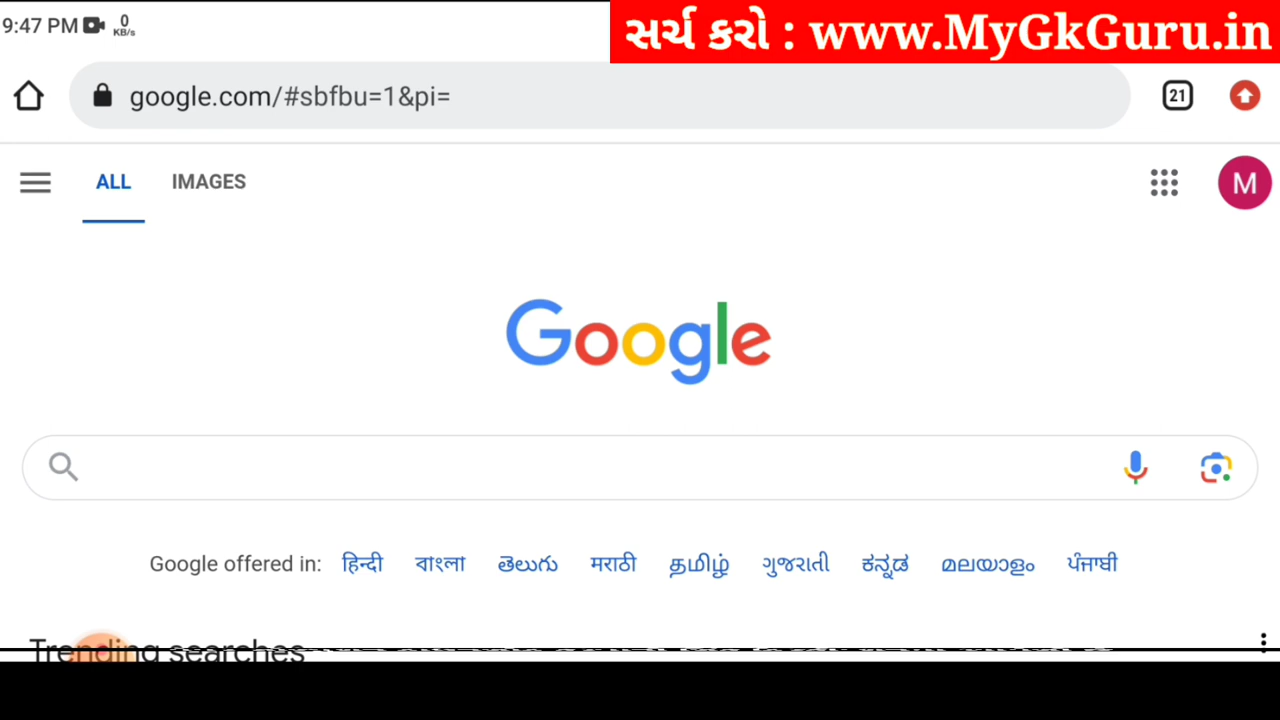 9:47 PM 0 KB/s
સર્ચ કરો : www.MyGkGuru.in
google.com/#sbfbu=1&pi=
21
ALL IMAGES
M
Google
Google offered in: हिन्दी বাংলা తెలుగు मराठी தமிழ் ગુજરાતી ಕನ್ನಡ മലയാളം ਪੰਜਾਬੀ
Trending searches